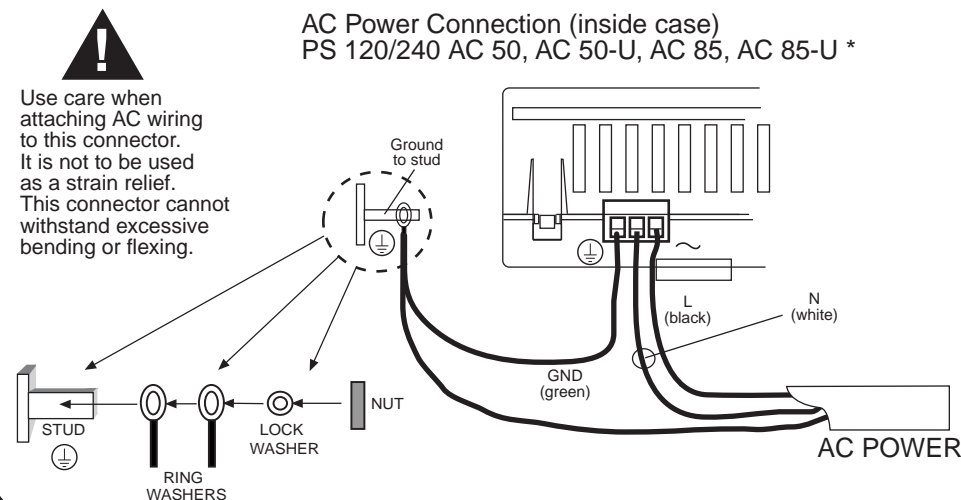 AC Power Connection (inside case)
PS 120/240 AC 50, AC 50-U, AC 85, AC 85-U *
!
Use care when
attaching AC wiring
to this connector.
It is not to be used
as a strain relief.
This connector cannot
withstand excessive
bending or flexing.
Ground
to stud
L
(black)
N
(white)
GND
(green)
NUT
STUD
LOCK
WASHER
RING
WASHERS
AC POWER